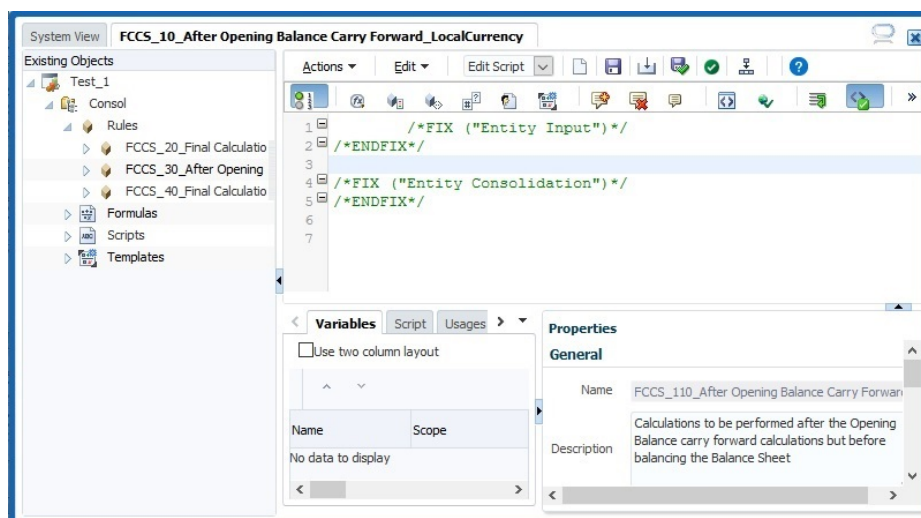 System View
FCCS_10_After Opening Balance Carry Forward_LocalCurrency
Existing Objects
Test_1
Consol
Rules
FCCS_20_Final Calculatio
FCCS_30_After Opening
FCCS_40_Final Calculatio
Formulas
Scripts
Templates
Actions Edit Edit Script
1 /*FIX ("Entity Input")*/
2 /*ENDFIX*/
3
4 /*FIX ("Entity Consolidation")*/
5 /*ENDFIX*/
6
7
Variables Script Usages
Use two column layout
Name Scope
No data to display
Properties
General
Name FCCS_110_After Opening Balance Carry Forward
Description Calculations to be performed after the Opening
Balance carry forward calculations but before
balancing the Balance Sheet